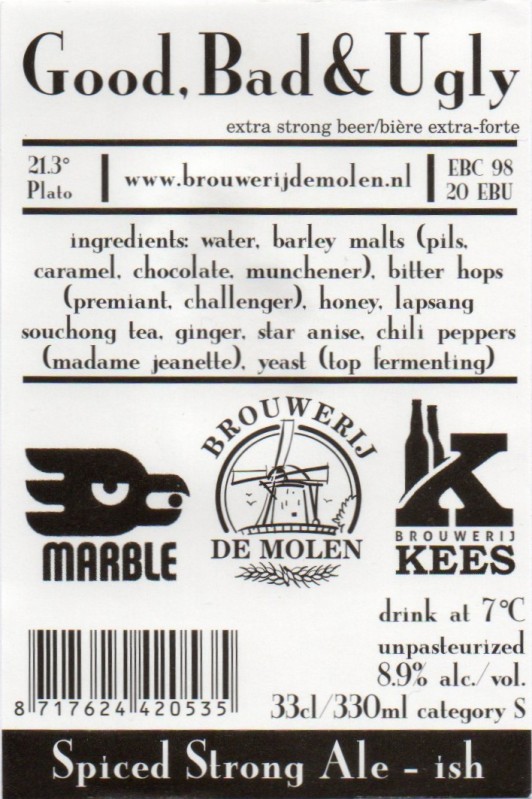 Good, Bad & Ugly
extra strong beer/bière extra-forte
21.3° Plato
www.brouwerijdemolen.nl
EBC 98
20 EBU
ingredients: water, barley malts (pils,
caramel, chocolate, munchener), bitter hops
(premiant, challenger), honey, lapsang
souchong tea, ginger, star anise, chili peppers
(madame jeanette), yeast (top fermenting)
MARBLE
BROUWERIJ
DE MOLEN
K
BROUWERIJ
KEES
drink at 7°C
unpasteurized
8.9% alc./vol.
33cl/330ml category S
8 717624 420535
Spiced Strong Ale - ish